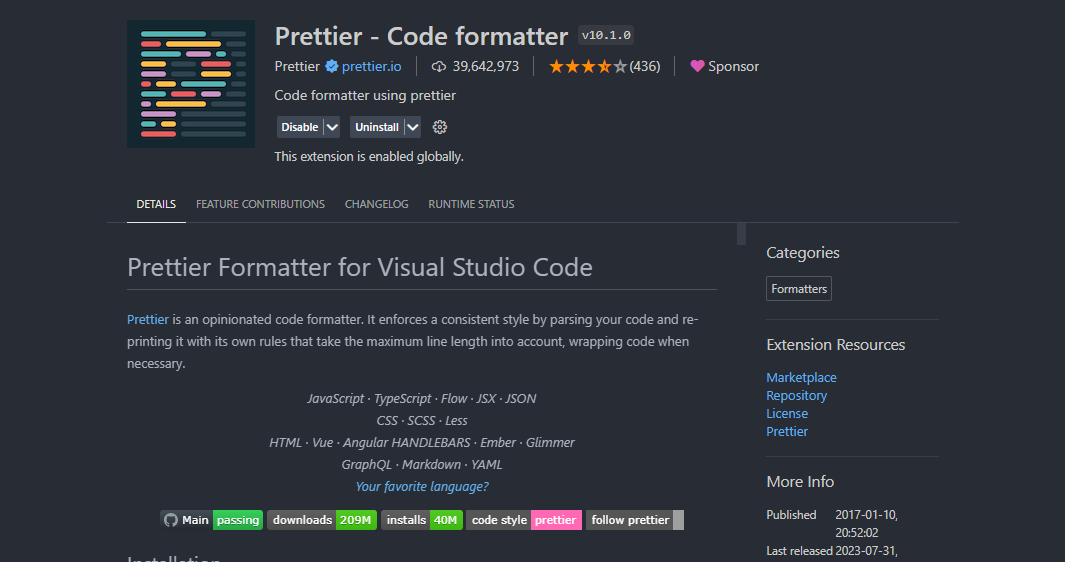 Prettier - Code formatter v10.1.0
Prettier prettier.io 39,642,973 (436) Sponsor
Code formatter using prettier
Disable Uninstall
This extension is enabled globally.
DETAILS FEATURE CONTRIBUTIONS CHANGELOG RUNTIME STATUS
Prettier Formatter for Visual Studio Code
Prettier is an opinionated code formatter. It enforces a consistent style by parsing your code and re-
printing it with its own rules that take the maximum line length into account, wrapping code when
necessary.
JavaScript · TypeScript · Flow · JSX · JSON
CSS · SCSS · Less
HTML · Vue · Angular HANDLEBARS · Ember · Glimmer
GraphQL · Markdown · YAML
Your favorite language?
Main passing downloads 209M installs 40M code style prettier follow prettier
Installation
Categories
Formatters
Extension Resources
Marketplace
Repository
License
Prettier
More Info
Published 2017-01-10,
20:52:02
Last released 2023-07-31,